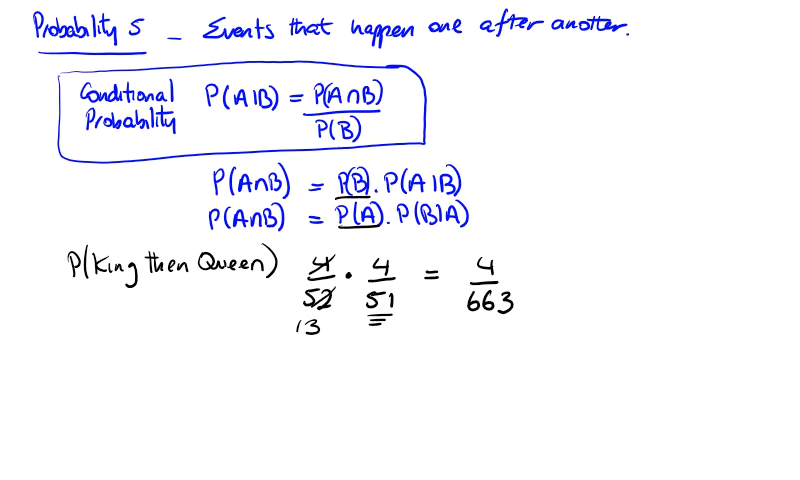 Probability 5 - Events that happen one after another.
Conditional Probability P(A|B) = P(A∩B) / P(B)
P(A∩B) = P(B) . P(A|B)
P(A∩B) = P(A) . P(B|A)
P(King then Queen) 4/52 · 4/51 = 4/663
13